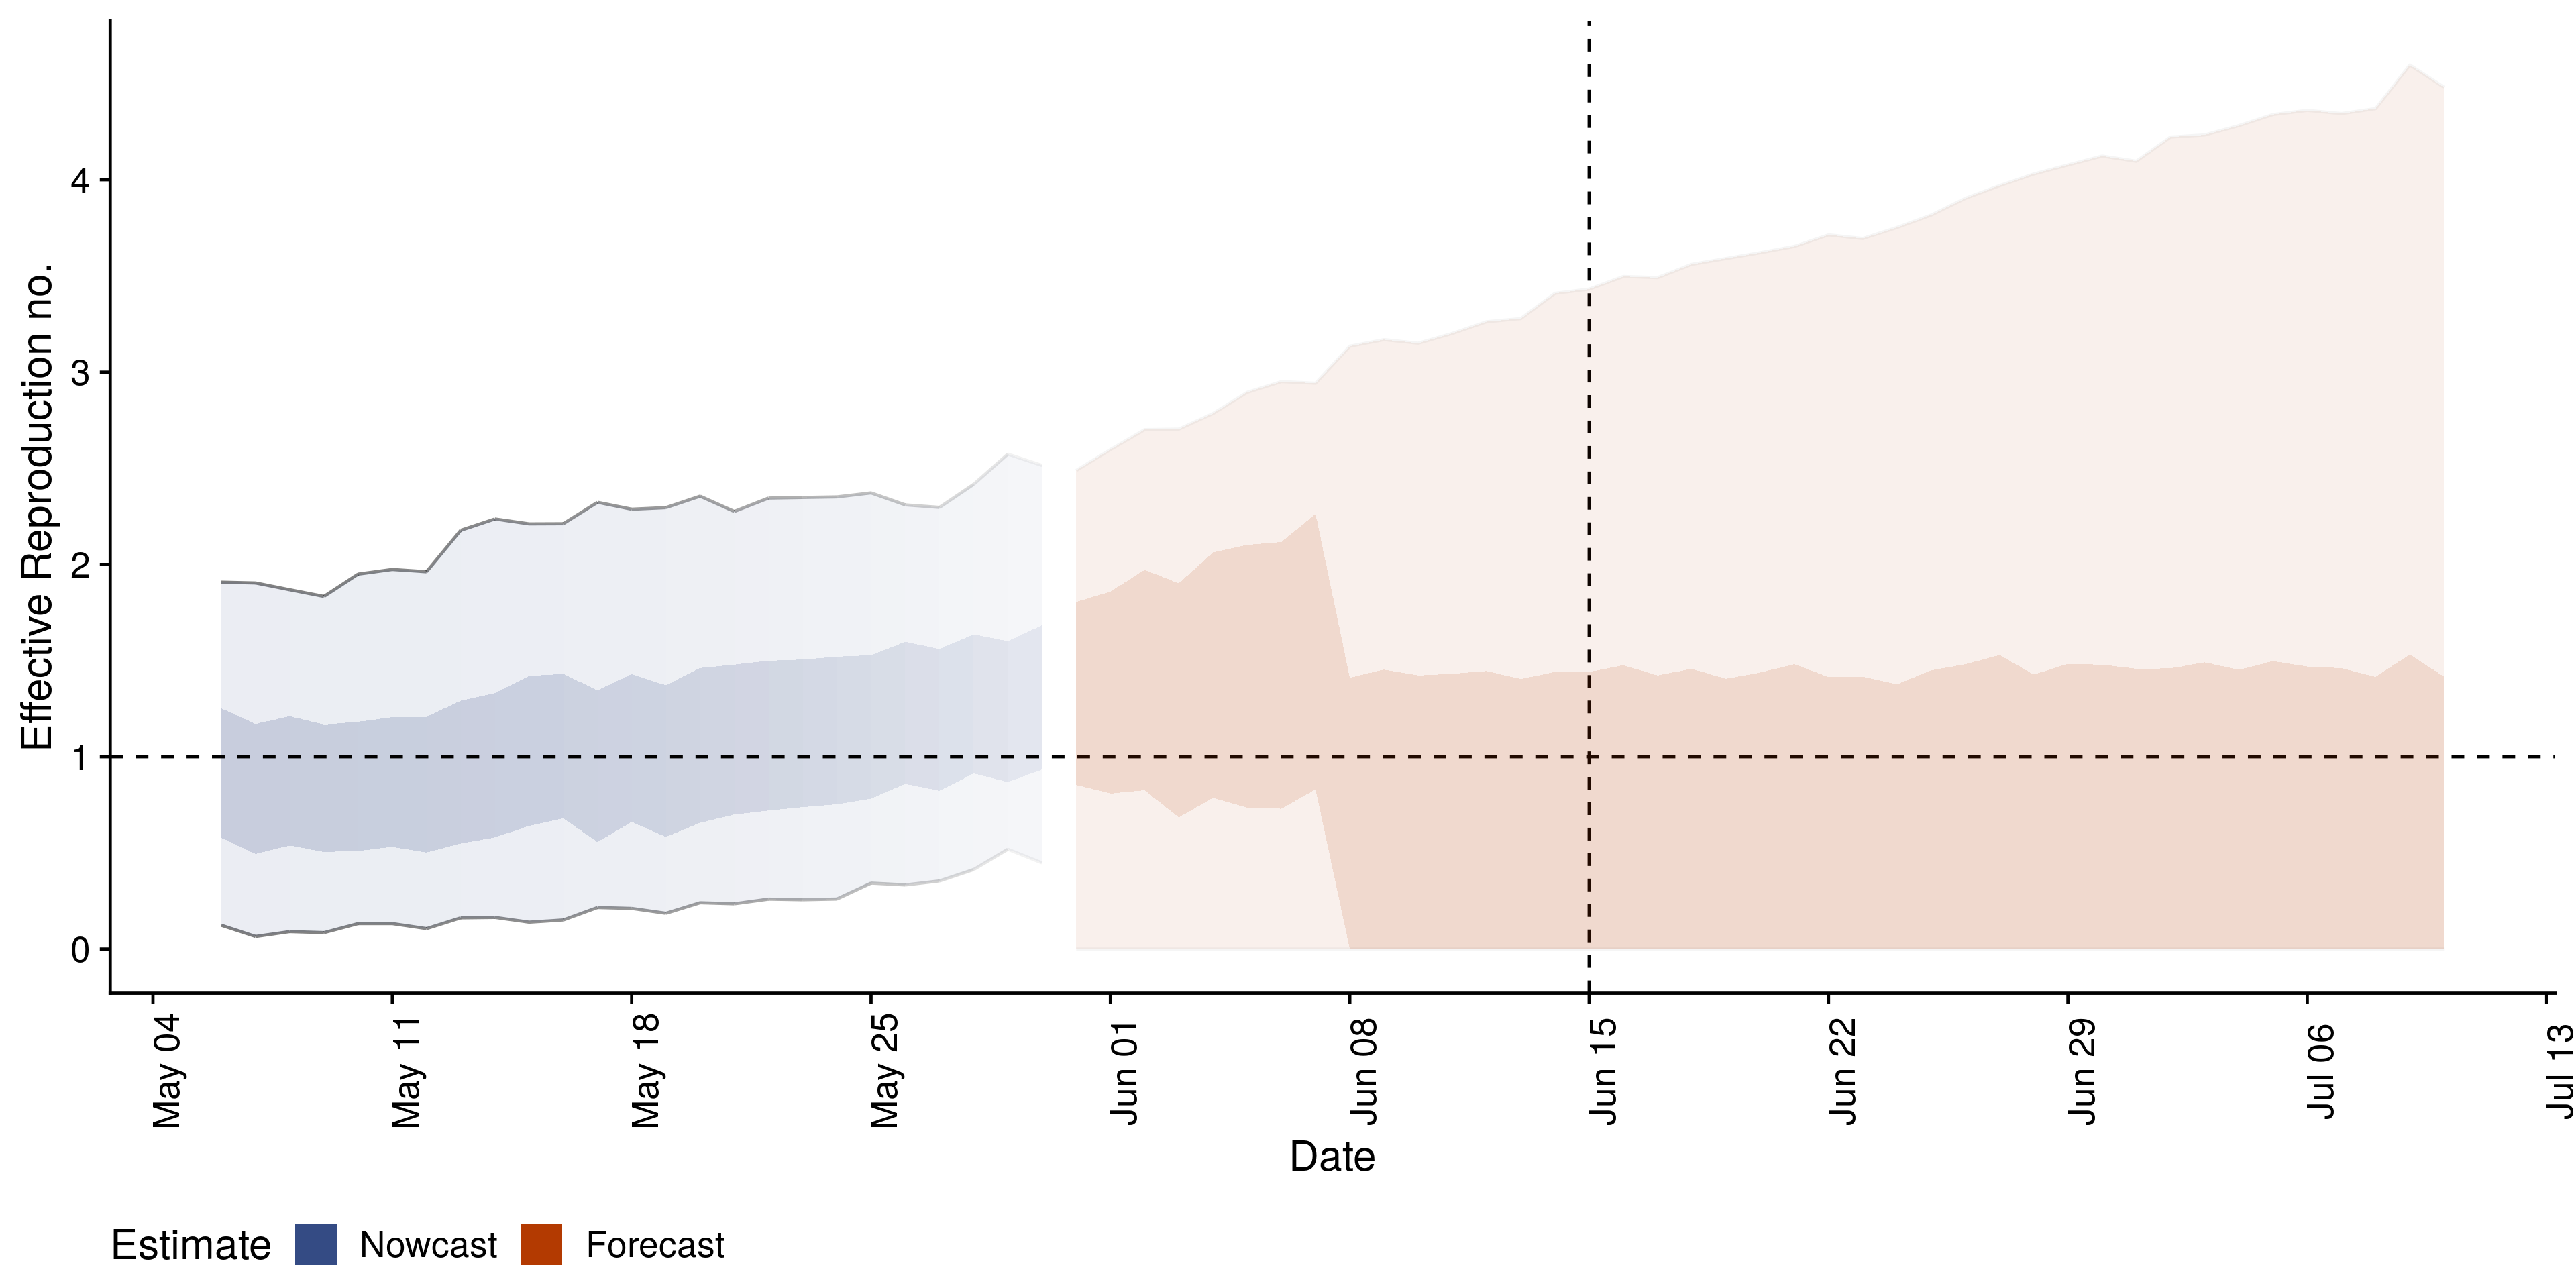 Effective Reproduction no.
4
3
2
1
0
May 04
May 11
May 18
May 25
Jun 01
Jun 08
Jun 15
Jun 22
Jun 29
Jul 06
Jul 13
Date
Estimate Nowcast Forecast